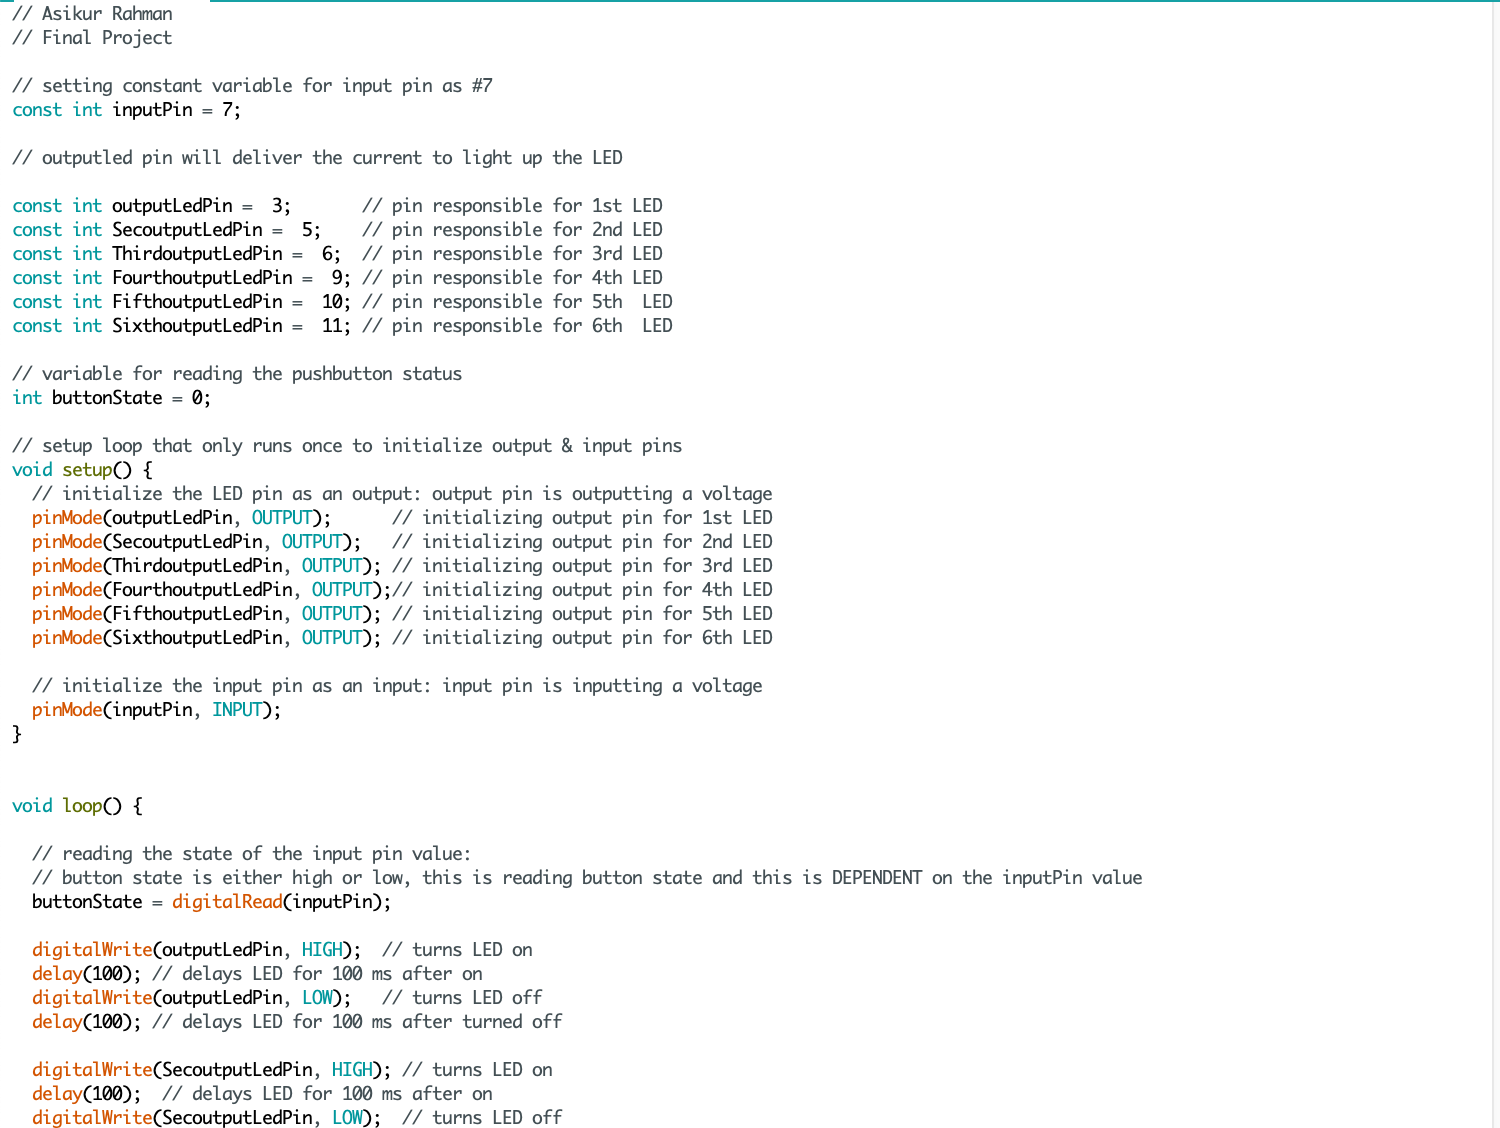 // Asikur Rahman
// Final Project
// setting constant variable for input pin as #7
const int inputPin = 7;
// outputled pin will deliver the current to light up the LED
const int outputLedPin =  3;       // pin responsible for 1st LED
const int SecoutputLedPin =  5;    // pin responsible for 2nd LED
const int ThirdoutputLedPin =  6;  // pin responsible for 3rd LED
const int FourthoutputLedPin =  9; // pin responsible for 4th LED
const int FifthoutputLedPin =  10; // pin responsible for 5th  LED
const int SixthoutputLedPin =  11; // pin responsible for 6th  LED
// variable for reading the pushbutton status
int buttonState = 0;
// setup loop that only runs once to initialize output & input pins
void setup() {
  // initialize the LED pin as an output: output pin is outputting a voltage
  pinMode(outputLedPin, OUTPUT);      // initializing output pin for 1st LED
  pinMode(SecoutputLedPin, OUTPUT);   // initializing output pin for 2nd LED
  pinMode(ThirdoutputLedPin, OUTPUT); // initializing output pin for 3rd LED
  pinMode(FourthoutputLedPin, OUTPUT);// initializing output pin for 4th LED
  pinMode(FifthoutputLedPin, OUTPUT); // initializing output pin for 5th LED
  pinMode(SixthoutputLedPin, OUTPUT); // initializing output pin for 6th LED
  // initialize the input pin as an input: input pin is inputting a voltage
  pinMode(inputPin, INPUT);
}
void loop() {
  // reading the state of the input pin value:
  // button state is either high or low, this is reading button state and this is DEPENDENT on the inputPin value
  buttonState = digitalRead(inputPin);
  digitalWrite(outputLedPin, HIGH);  // turns LED on
  delay(100); // delays LED for 100 ms after on
  digitalWrite(outputLedPin, LOW);   // turns LED off
  delay(100); // delays LED for 100 ms after turned off
  digitalWrite(SecoutputLedPin, HIGH); // turns LED on
  delay(100);  // delays LED for 100 ms after on
  digitalWrite(SecoutputLedPin, LOW);  // turns LED off